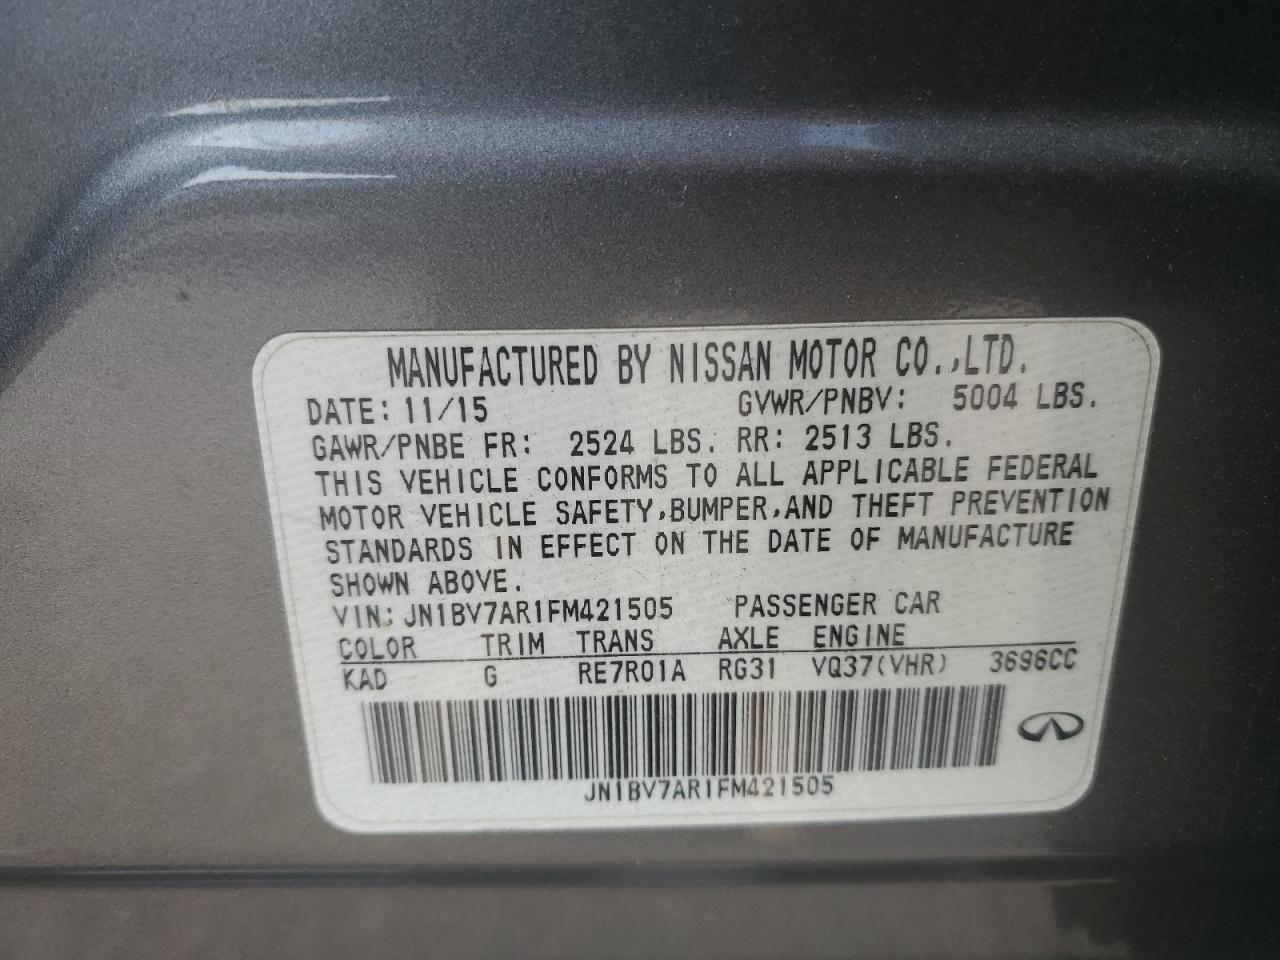 MANUFACTURED BY NISSAN MOTOR CO.,LTD.
DATE: 11/15 GVWR/PNBV: 5004 LBS.
GAWR/PNBE FR: 2524 LBS. RR: 2513 LBS.
THIS VEHICLE CONFORMS TO ALL APPLICABLE FEDERAL
MOTOR VEHICLE SAFETY,BUMPER,AND THEFT PREVENTION
STANDARDS IN EFFECT ON THE DATE OF MANUFACTURE
SHOWN ABOVE.
VIN: JN1BV7AR1FM421505 PASSENGER CAR
COLOR TRIM TRANS AXLE ENGINE
KAD G RE7R01A RG31 VQ37(VHR) 3696CC
JN1BV7AR1FM421505